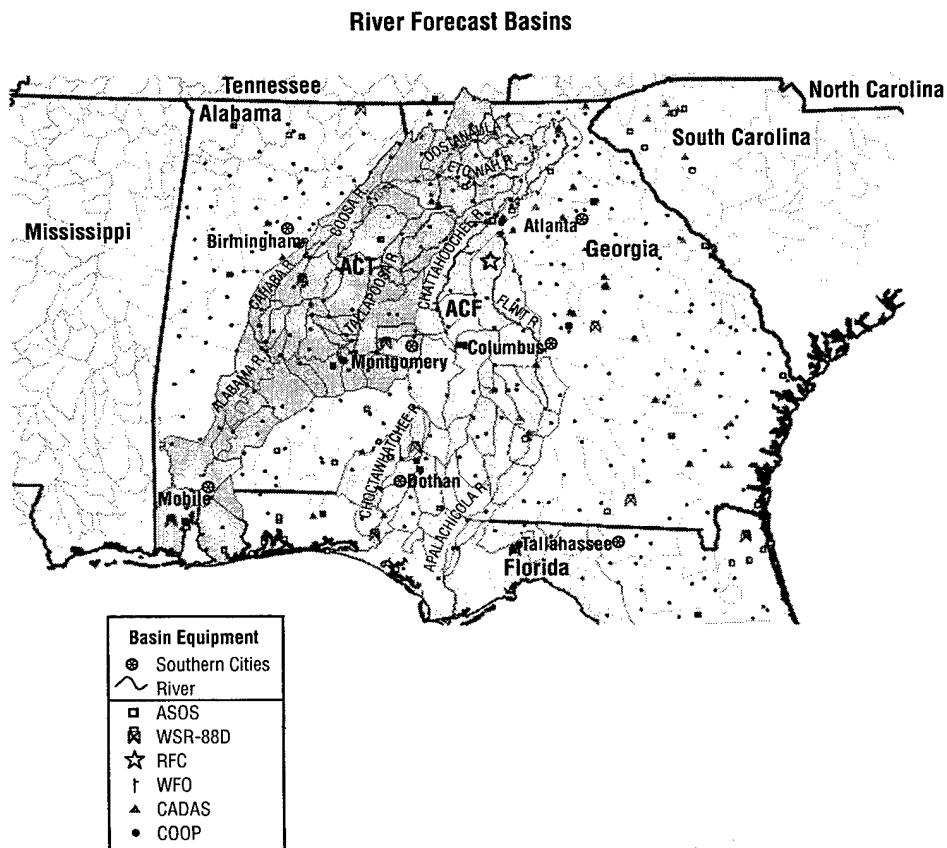 River Forecast Basins
Tennessee
North Carolina
Alabama
South Carolina
OOSTANAULA
ETOWAH R.
Mississippi
COOSA R.
Atlanta
Georgia
Birmingham
CHATTAHOOCHEE R.
ACT
CAHABA R.
TALLAPOOSA R.
ACF
FLINT R.
Columbus
Montgomery
ALABAMA R.
CHOCTAWHATCHEE R.
Dothan
Mobile
APALACHICOLA R.
Tallahassee
Florida
Basin Equipment
Southern Cities
River
ASOS
WSR-88D
RFC
WFO
CADAS
COOP